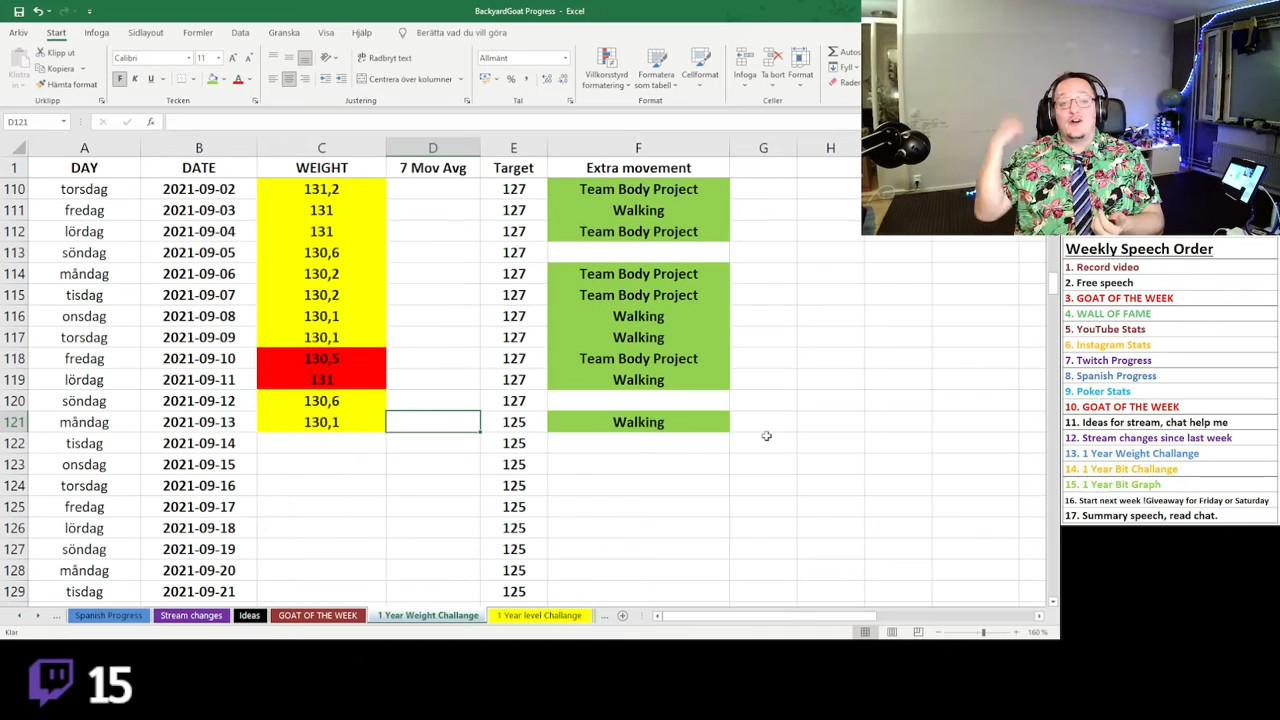 BackyardGoat Progress - Excel
Arkiv Start Infoga Sidlayout Formler Data Granska Visa Hjälp Berätta vad du vill göra
Klistra in
Klipp ut
Kopiera
Hämta format
Urklipp
Calibri 11
F K U
Tecken
Radbryt text
Centrera över kolumner
Justering
Allmänt
%
Tal
Villkorsstyrd formatering
Formatera som tabell
Cellformat
Format
Infoga Ta bort Format
Celler
Autos
Fyll
Rader
D121
fx
A B C D E F G H
1 DAY DATE WEIGHT 7 Mov Avg Target Extra movement
110 torsdag 2021-09-02 131,2 127 Team Body Project
111 fredag 2021-09-03 131 127 Walking
112 lördag 2021-09-04 131 127 Team Body Project
113 söndag 2021-09-05 130,6 127
114 måndag 2021-09-06 130,2 127 Team Body Project
115 tisdag 2021-09-07 130,2 127 Team Body Project
116 onsdag 2021-09-08 130,1 127 Walking
117 torsdag 2021-09-09 130,1 127 Walking
118 fredag 2021-09-10 130,5 127 Team Body Project
119 lördag 2021-09-11 131 127 Walking
120 söndag 2021-09-12 130,6 127
121 måndag 2021-09-13 130,1 125 Walking
122 tisdag 2021-09-14 125
123 onsdag 2021-09-15 125
124 torsdag 2021-09-16 125
125 fredag 2021-09-17 125
126 lördag 2021-09-18 125
127 söndag 2021-09-19 125
128 måndag 2021-09-20 125
129 tisdag 2021-09-21 125
... Spanish Progress Stream changes Ideas GOAT OF THE WEEK 1 Year Weight Challange 1 Year level Challange ...
Klar
160 %
Weekly Speech Order
1. Record video
2. Free speech
3. GOAT OF THE WEEK
4. WALL OF FAME
5. YouTube Stats
6. Instagram Stats
7. Twitch Progress
8. Spanish Progress
9. Poker Stats
10. GOAT OF THE WEEK
11. Ideas for stream, chat help me
12. Stream changes since last week
13. 1 Year Weight Challange
14. 1 Year Bit Challange
15. 1 Year Bit Graph
16. Start next week !Giveaway for Friday or Saturday
17. Summary speech, read chat.
15